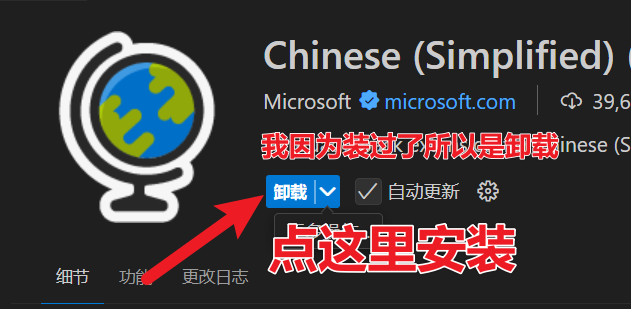 Chinese (Simplified) (
Microsoft microsoft.com 39,6
我因为装过了所以是卸载 inese (S
卸载 自动更新
点这里安装
细节 功能 更改日志